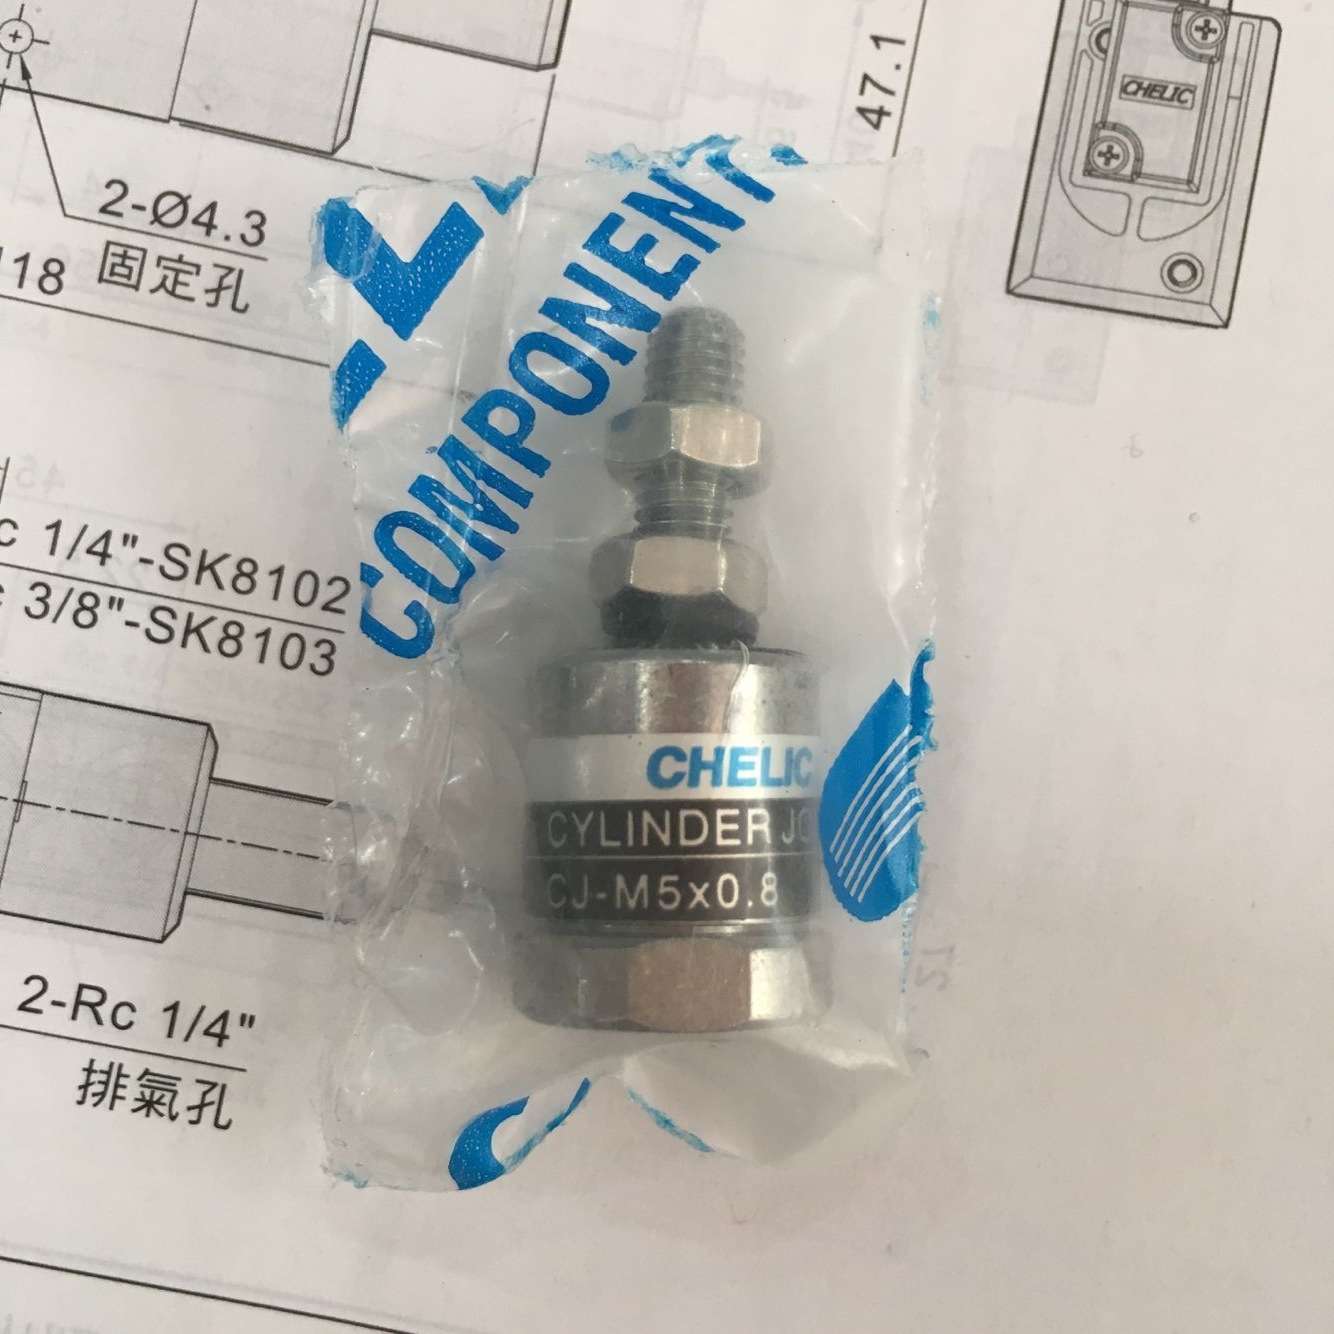 47.1
CHELIC
2-Ø4.3
固定孔
118
COMPONENT
1/4"-SK8102
3/8"-SK8103
CHELIC
CYLINDER
CJ-M5x0.8
2-Rc 1/4"
排氣孔